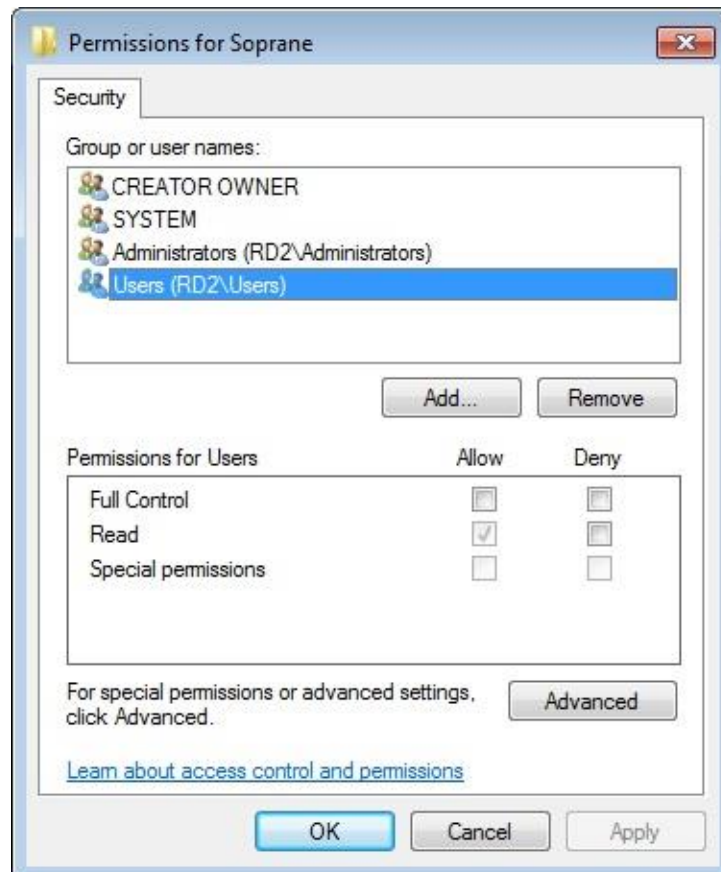 Permissions for Soprane
Security
Group or user names:
CREATOR OWNER
SYSTEM
Administrators (RD2\Administrators)
Users (RD2\Users)
Add... Remove
Permissions for Users Allow Deny
Full Control
Read
Special permissions
For special permissions or advanced settings,
click Advanced.
Advanced
Learn about access control and permissions
OK Cancel Apply